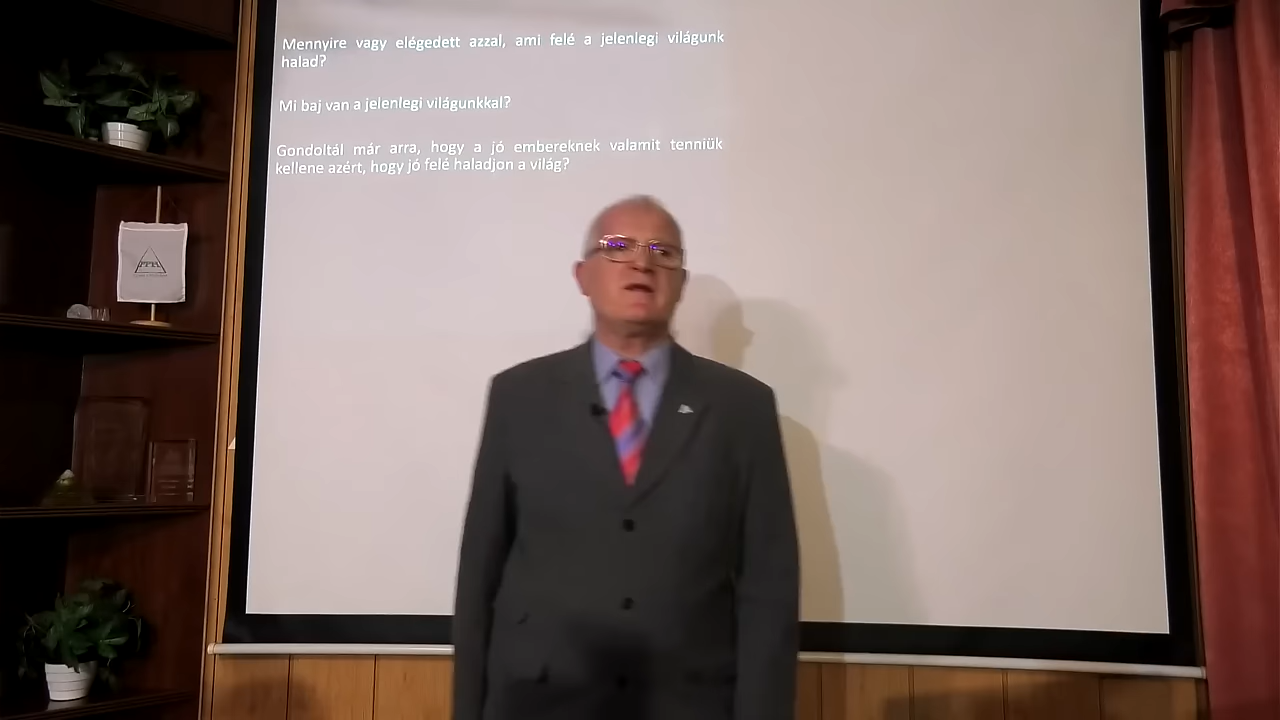 Mennyire vagy elégedett azzal, ami felé a jelenlegi világunk
halad?
Mi baj van a jelenlegi világunkkal?
Gondoltál már arra, hogy a jó embereknek valamit tenniük
kellene azért, hogy jó felé haladjon a világ?